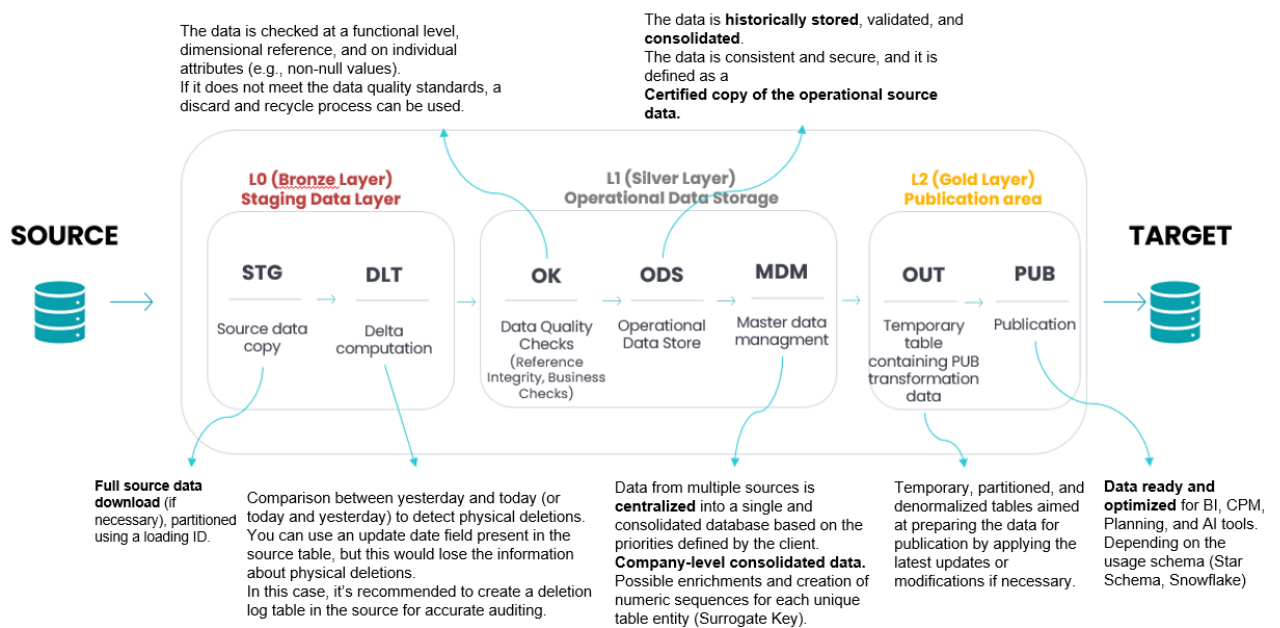 The data is checked at a functional level,
dimensional reference, and on individual
attributes (e.g., non-null values).
If it does not meet the data quality standards, a
discard and recycle process can be used.
The data is historically stored, validated, and
consolidated.
The data is consistent and secure, and it is
defined as a
Certified copy of the operational source
data.
L0 (Bronze Layer)
Staging Data Layer
L1 (Silver Layer)
Operational Data Storage
L2 (Gold Layer)
Publication area
SOURCE
TARGET
STG
Source data
copy
DLT
Delta
computation
OK
Data Quality
Checks
(Reference
Integrity, Business
Checks)
ODS
Operational
Data Store
MDM
Master data
managment
OUT
Temporary
table
containing PUB
transformation
data
PUB
Publication
Full source data
download (if
necessary), partitioned
using a loading ID.
Comparison between yesterday and today (or
today and yesterday) to detect physical deletions.
You can use an update date field present in the
source table, but this would lose the information
about physical deletions.
In this case, it's recommended to create a deletion
log table in the source for accurate auditing.
Data from multiple sources is
centralized into a single and
consolidated database based on the
priorities defined by the client.
Company-level consolidated data.
Possible enrichments and creation of
numeric sequences for each unique
table entity (Surrogate Key).
Temporary, partitioned, and
denormalized tables aimed
at preparing the data for
publication by applying the
latest updates or
modifications if necessary.
Data ready and
optimized for BI, CPM,
Planning, and AI tools.
Depending on the
usage schema (Star
Schema, Snowflake)